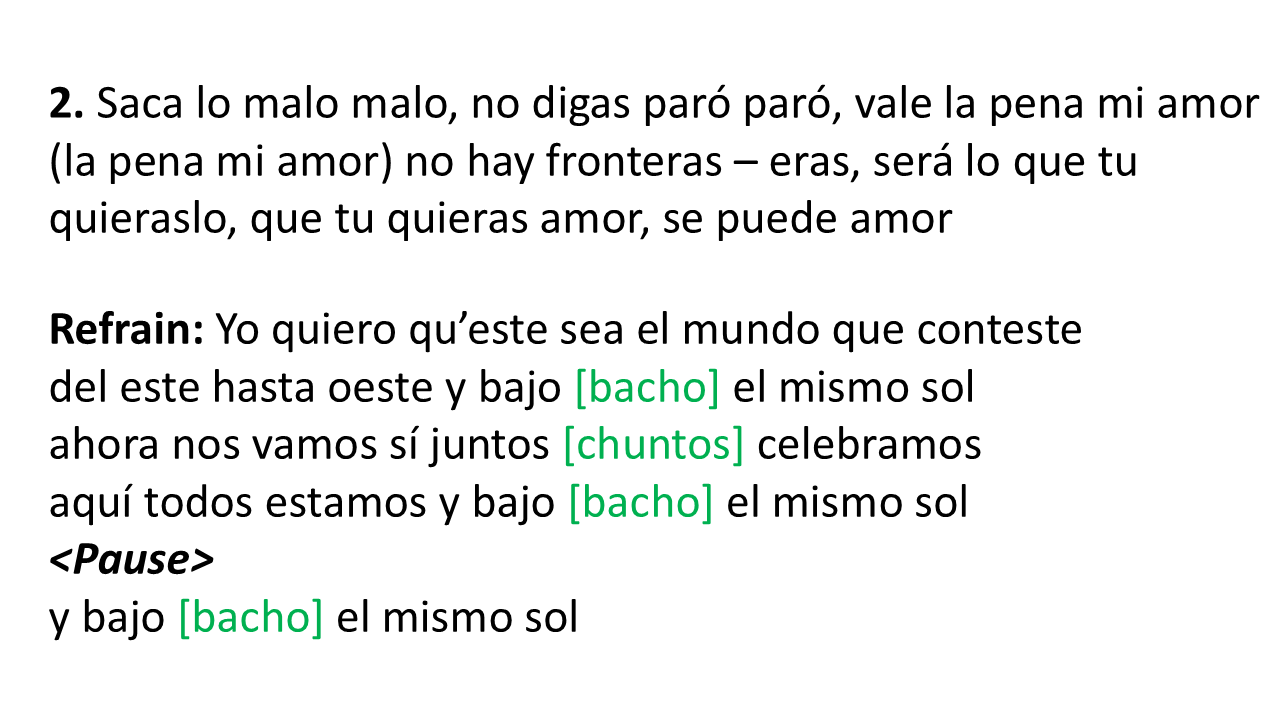 2. Saca lo malo malo, no digas paró paró, vale la pena mi amor
(la pena mi amor) no hay fronteras – eras, será lo que tu
quieraslo, que tu quieras amor, se puede amor
Refrain: Yo quiero qu’este sea el mundo que conteste
del este hasta oeste y bajo [bacho] el mismo sol
ahora nos vamos sí juntos [chuntos] celebramos
aquí todos estamos y bajo [bacho] el mismo sol
<Pause>
y bajo [bacho] el mismo sol